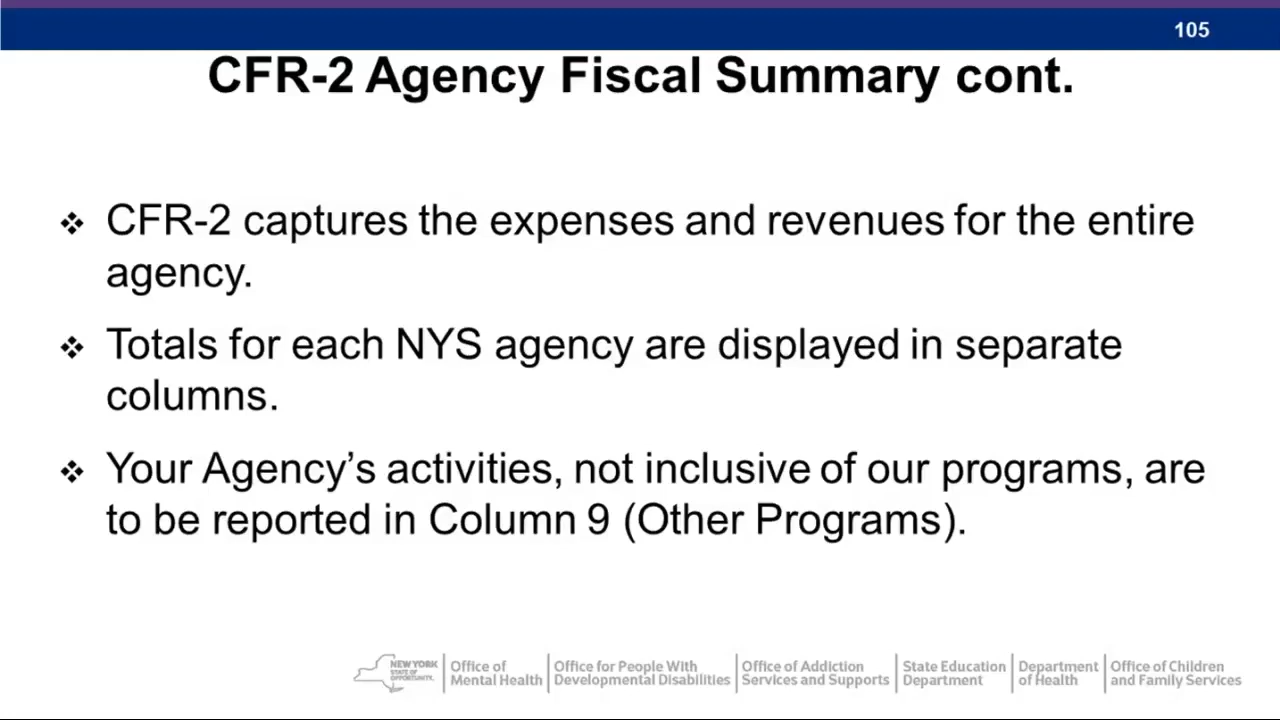 105
CFR-2 Agency Fiscal Summary cont.
❖ CFR-2 captures the expenses and revenues for the entire
agency.
❖ Totals for each NYS agency are displayed in separate
columns.
❖ Your Agency’s activities, not inclusive of our programs, are
to be reported in Column 9 (Other Programs).
NEW YORK
STATE OF
OPPORTUNITY.
Office of
Mental Health
Office for People With
Developmental Disabilities
Office of Addiction
Services and Supports
State Education
Department
Department
of Health
Office of Children
and Family Services